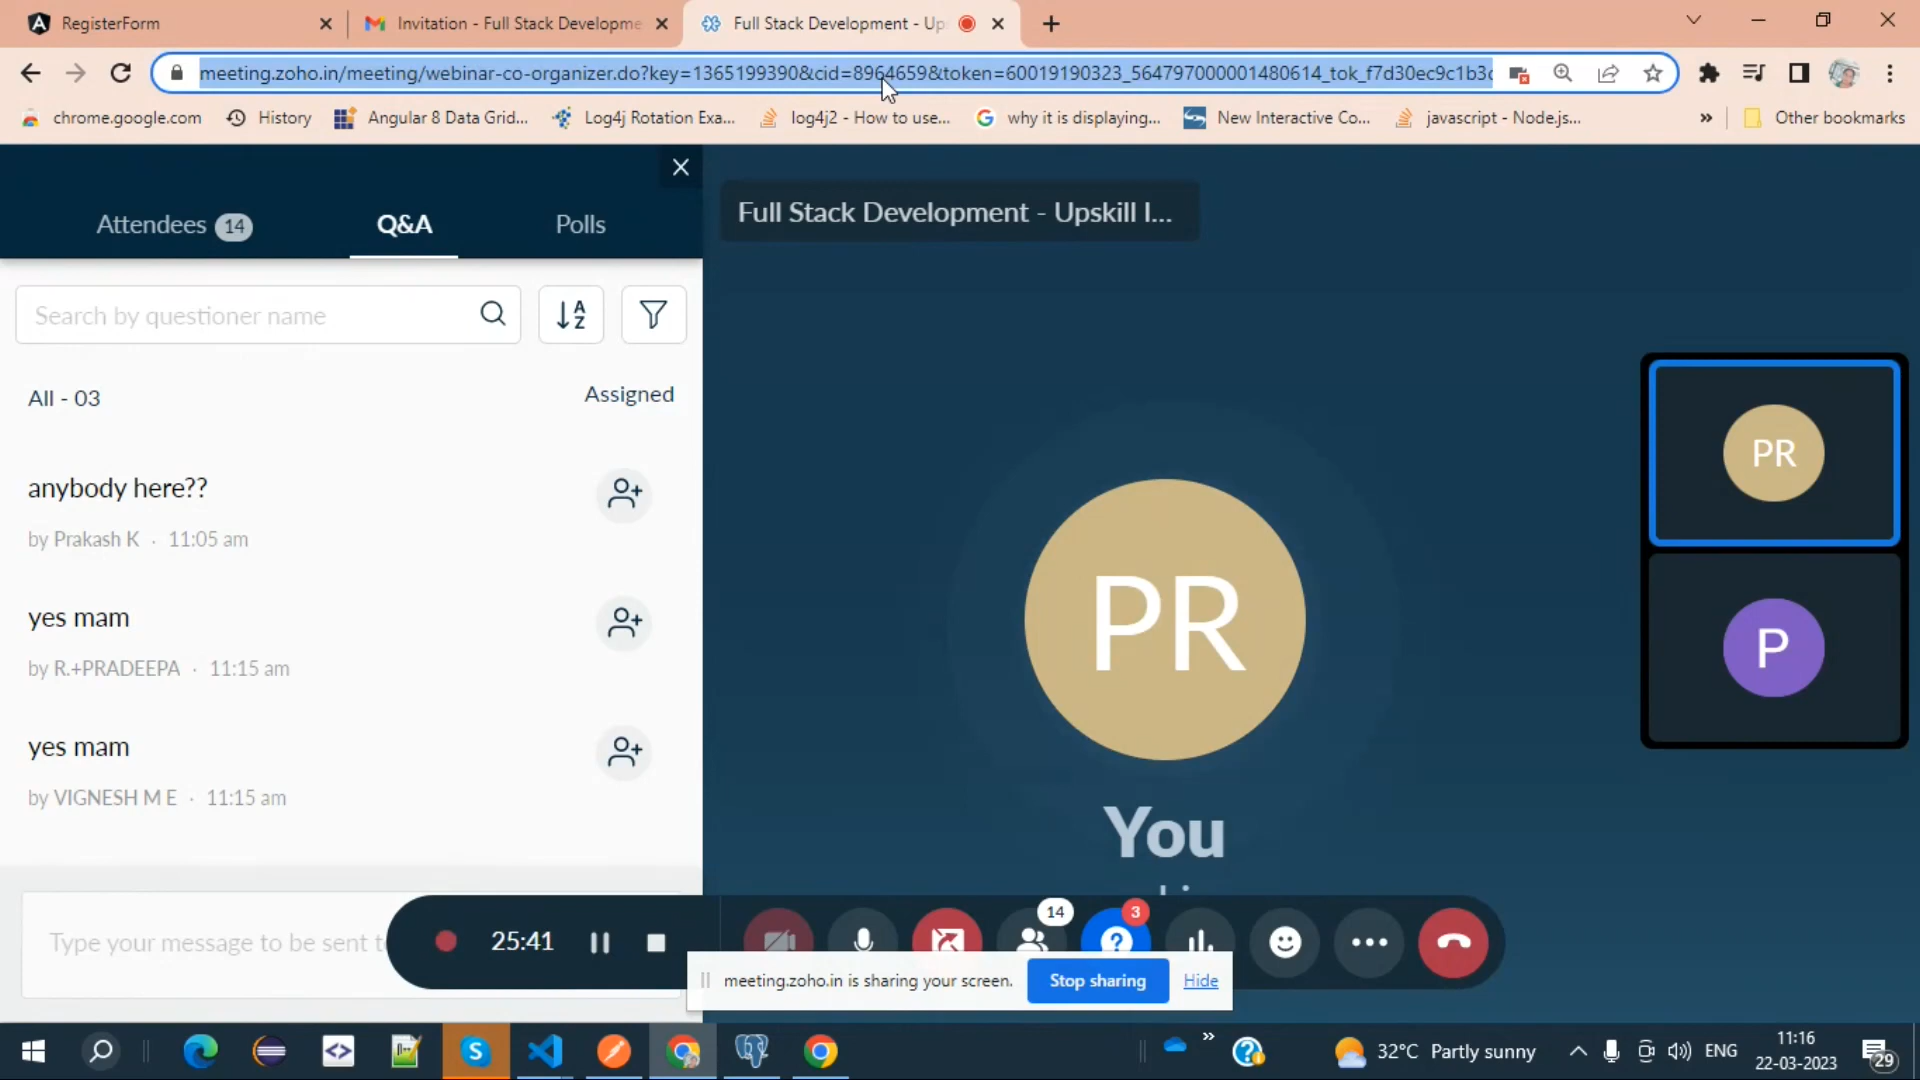 RegisterForm
Invitation - Full Stack Developme
Full Stack Development - Up
meeting.zoho.in/meeting/webinar-co-organizer.do?key=1365199390&cid=8964659&token=60019190323_564797000001480614_tok_f7d30ec9c1b3c
chrome.google.com
History
Angular 8 Data Grid...
Log4j Rotation Exa...
log4j2 - How to use...
why it is displaying...
New Interactive Co...
javascript - Node.js...
»
Other bookmarks
Attendees 14
Q&A
Polls
Full Stack Development - Upskill I...
Search by questioner name
All - 03
Assigned
anybody here??
by Prakash K · 11:05 am
yes mam
by R.+PRADEEPA · 11:15 am
yes mam
by VIGNESH M E · 11:15 am
PR
You
PR
P
Type your message to be sent t
25:41
14
3
meeting.zoho.in is sharing your screen.
Stop sharing
Hide
32°C Partly sunny
ENG
11:16
22-03-2023
29